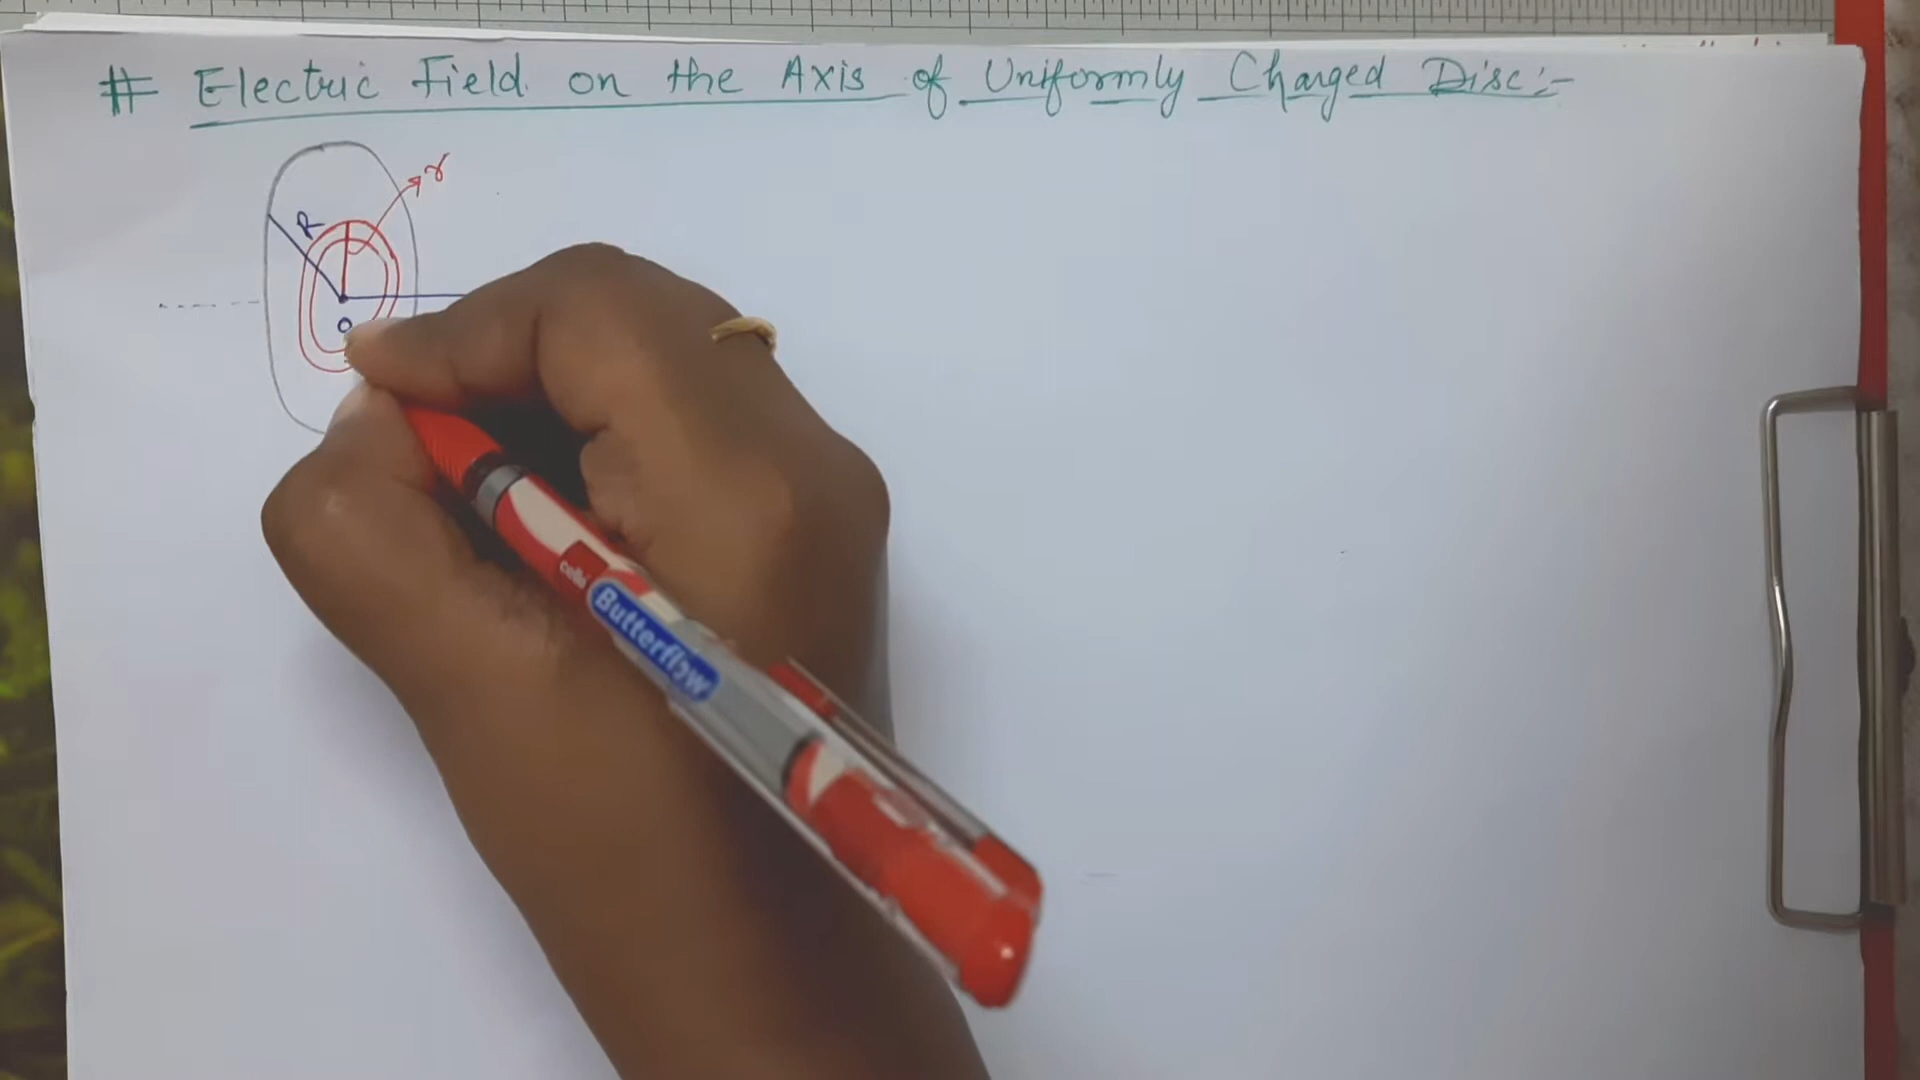 # Electric Field on the Axis of Uniformly Charged Disc:-
r
R
O
cello
Butterflow